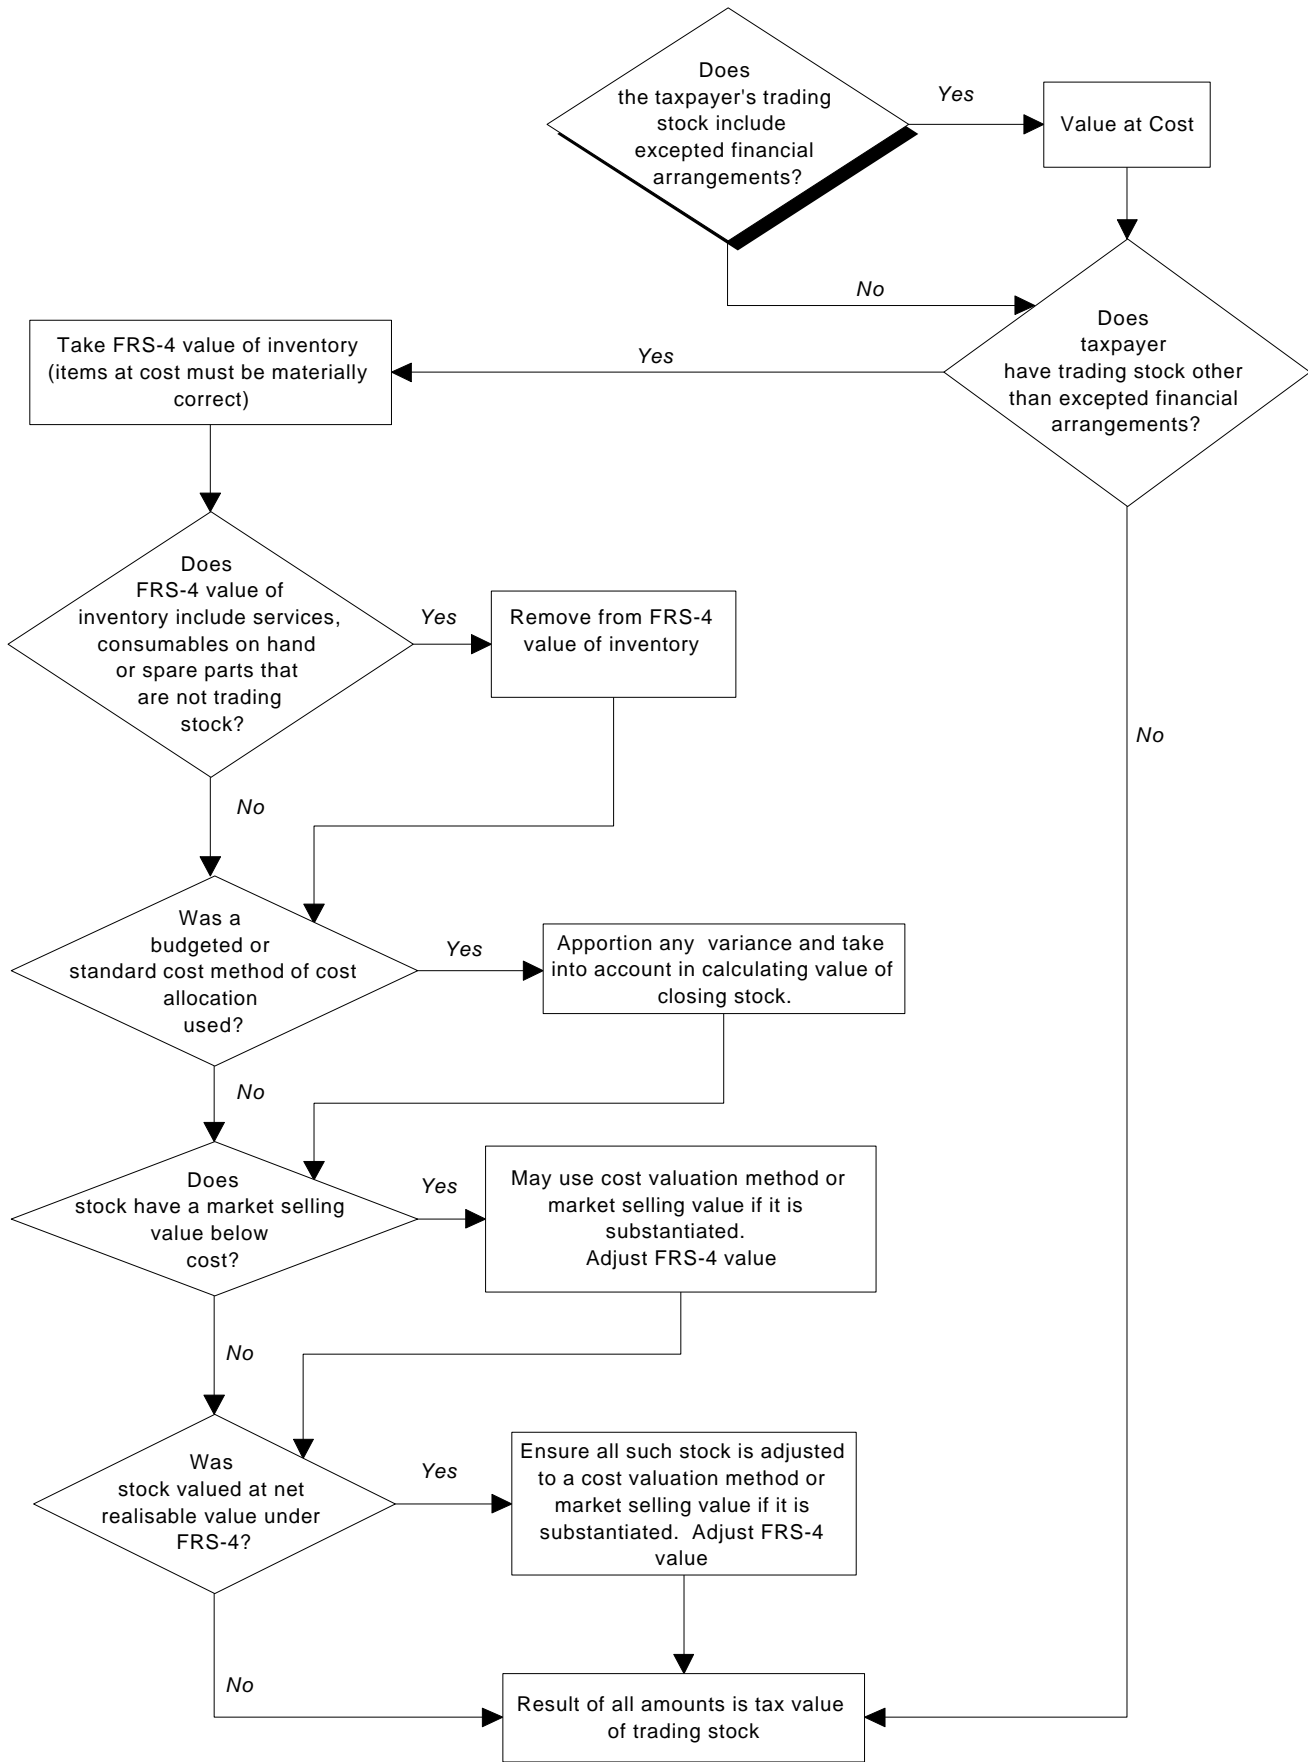 Does
the taxpayer's trading
stock include
excepted financial
arrangements?
Yes
Value at Cost
No
Does
taxpayer
have trading stock other
than excepted financial
arrangements?
Yes
Take FRS-4 value of inventory
(items at cost must be materially
correct)
Does
FRS-4 value of
inventory include services,
consumables on hand
or spare parts that
are not trading
stock?
Yes
Remove from FRS-4
value of inventory
No
No
Was a
budgeted or
standard cost method of cost
allocation
used?
Yes
Apportion any variance and take
into account in calculating value of
closing stock.
No
Does
stock have a market selling
value below
cost?
Yes
May use cost valuation method or
market selling value if it is
substantiated.
Adjust FRS-4 value
No
Was
stock valued at net
realisable value under
FRS-4?
Yes
Ensure all such stock is adjusted
to a cost valuation method or
market selling value if it is
substantiated. Adjust FRS-4
value
No
Result of all amounts is tax value
of trading stock